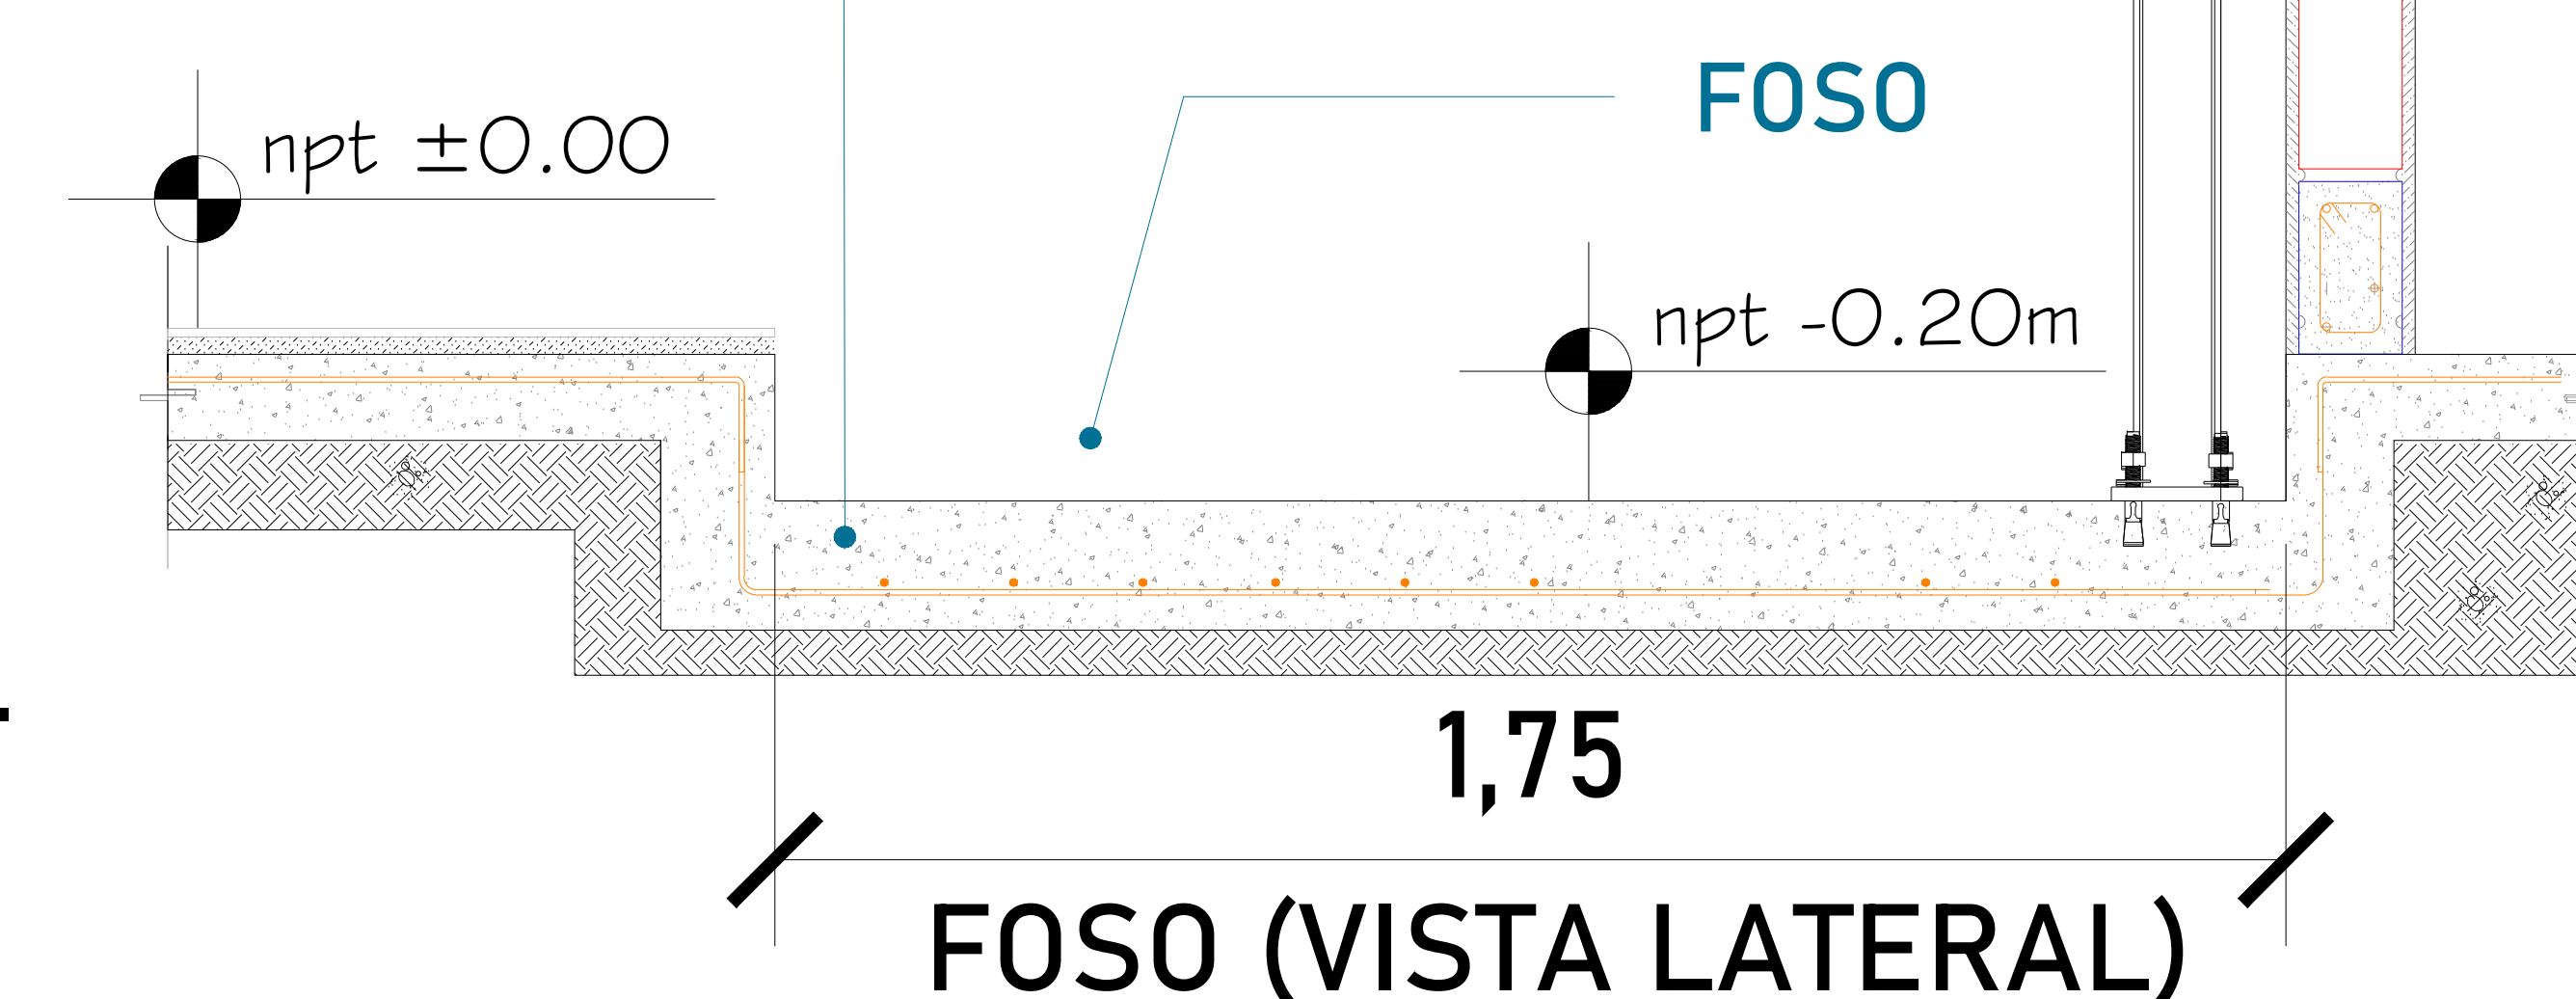 FOSO
npt ±0.00
npt -0.20m
1,75
FOSO (VISTA LATERAL)